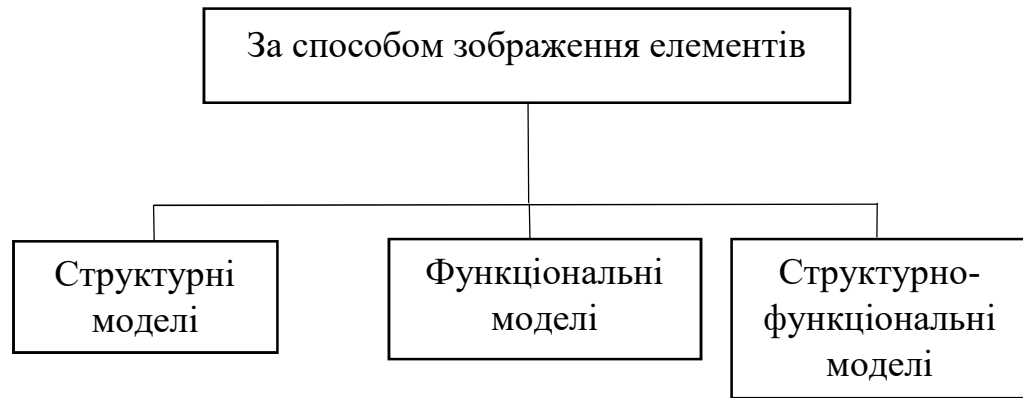 За способом зображення елементів
Структурні
моделі
Функціональні
моделі
Структурно-
функціональні
моделі